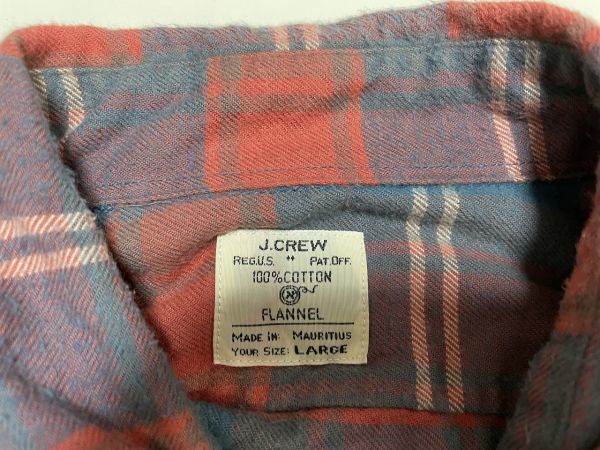 J.CREW
REG.U.S. " PAT.OFF.
100% COTTON
FLANNEL
MADE IN: MAURITIUS
YOUR SIZE: LARGE